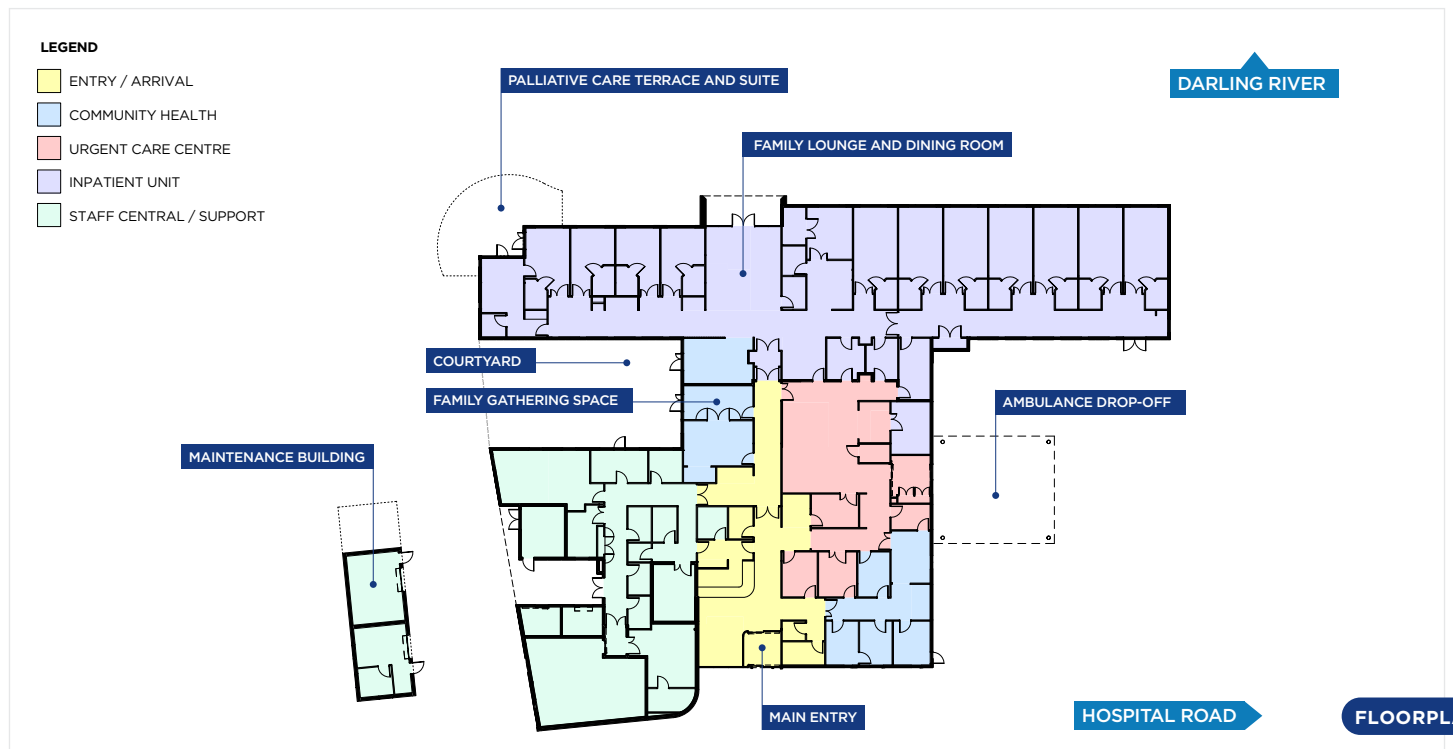 LEGEND
ENTRY / ARRIVAL
COMMUNITY HEALTH
URGENT CARE CENTRE
INPATIENT UNIT
STAFF CENTRAL / SUPPORT
PALLIATIVE CARE TERRACE AND SUITE
DARLING RIVER
FAMILY LOUNGE AND DINING ROOM
COURTYARD
FAMILY GATHERING SPACE
AMBULANCE DROP-OFF
MAINTENANCE BUILDING
MAIN ENTRY
HOSPITAL ROAD
FLOORPLA